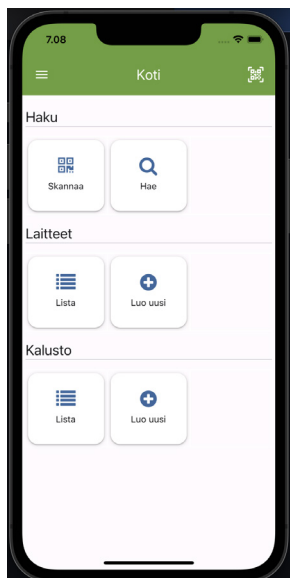 7.08
Koti
Haku
Skannaa
Hae
Laitteet
Lista
Luo uusi
Kalusto
Lista
Luo uusi